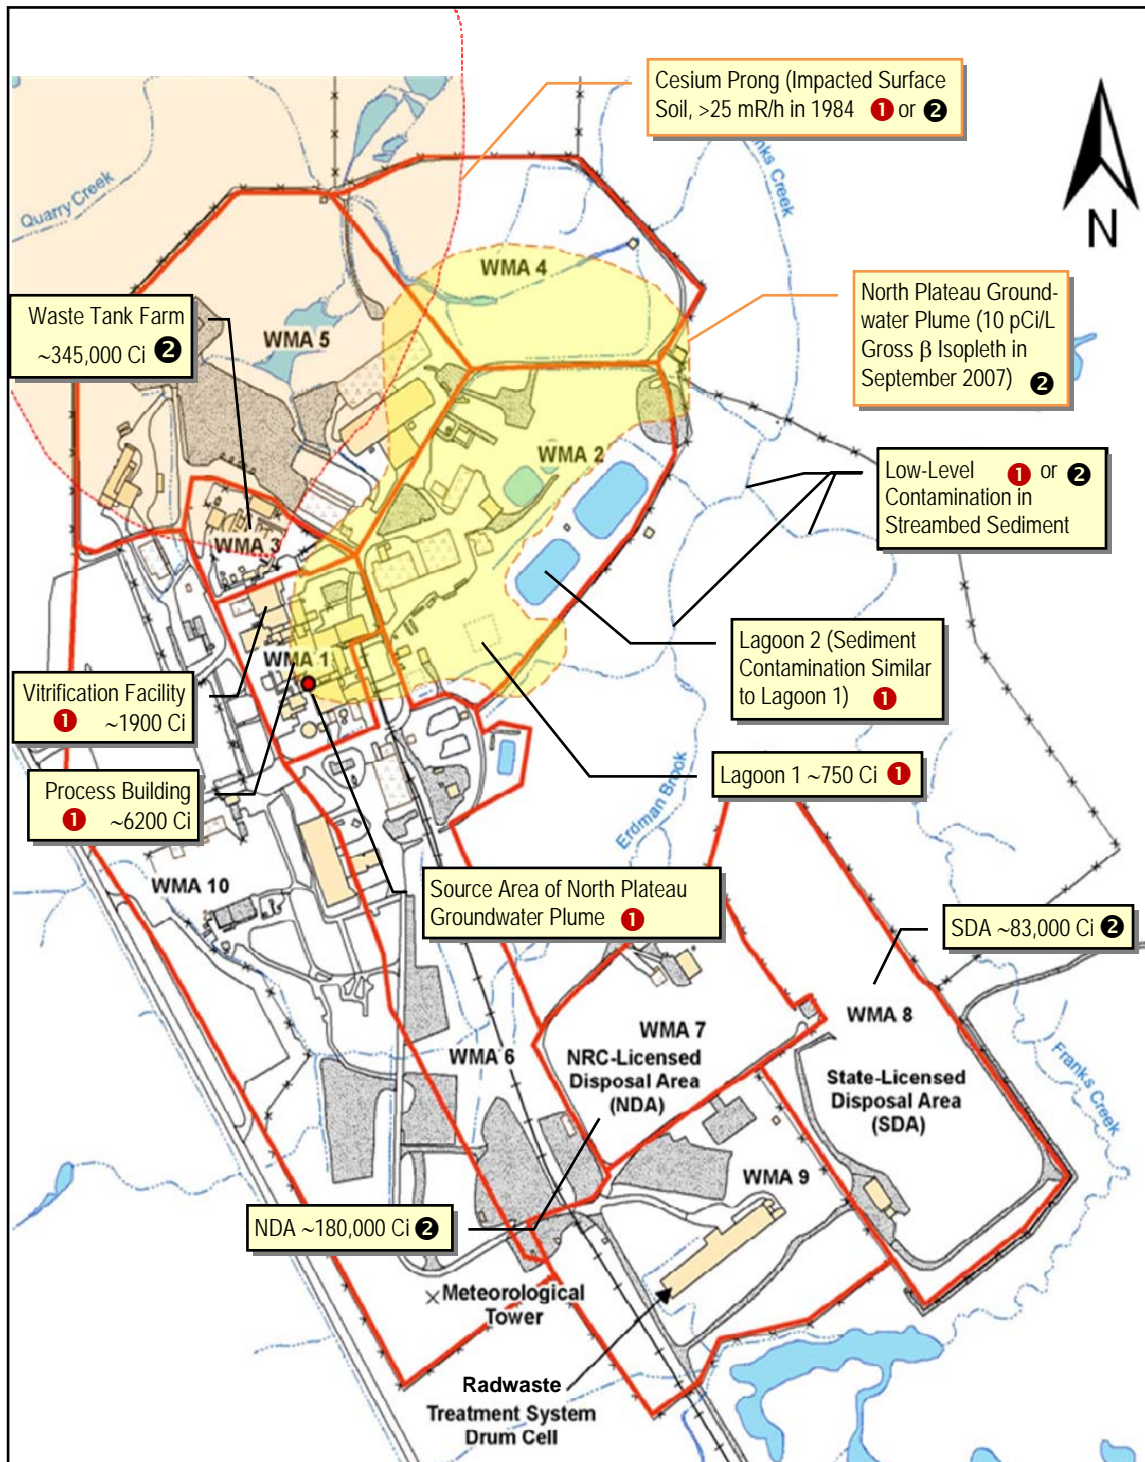 Cesium Prong (Impacted Surface
Soil, >25 mR/h in 1984 ❶ or ❷
N
Quarry Creek
nks Creek
WMA 4
North Plateau Ground-
water Plume (10 pCi/L
Gross β Isopleth in
September 2007) ❷
Waste Tank Farm
~345,000 Ci ❷
WMA 5
WMA 2
Low-Level ❶ or ❷
Contamination in
Streambed Sediment
WMA 3
Lagoon 2 (Sediment
Contamination Similar
to Lagoon 1) ❶
WMA 1
Vitrification Facility
❶ ~1900 Ci
Lagoon 1 ~750 Ci ❶
Process Building
❶ ~6200 Ci
Erdman Brook
Source Area of North Plateau
Groundwater Plume ❶
WMA 10
SDA ~83,000 Ci ❷
WMA 7
NRC-Licensed
Disposal Area
(NDA)
WMA 8
State-Licensed
Disposal Area
(SDA)
WMA 6
Franks Creek
WMA 9
NDA ~180,000 Ci ❷
Meteorological
Tower
Radwaste
Treatment System
Drum Cell